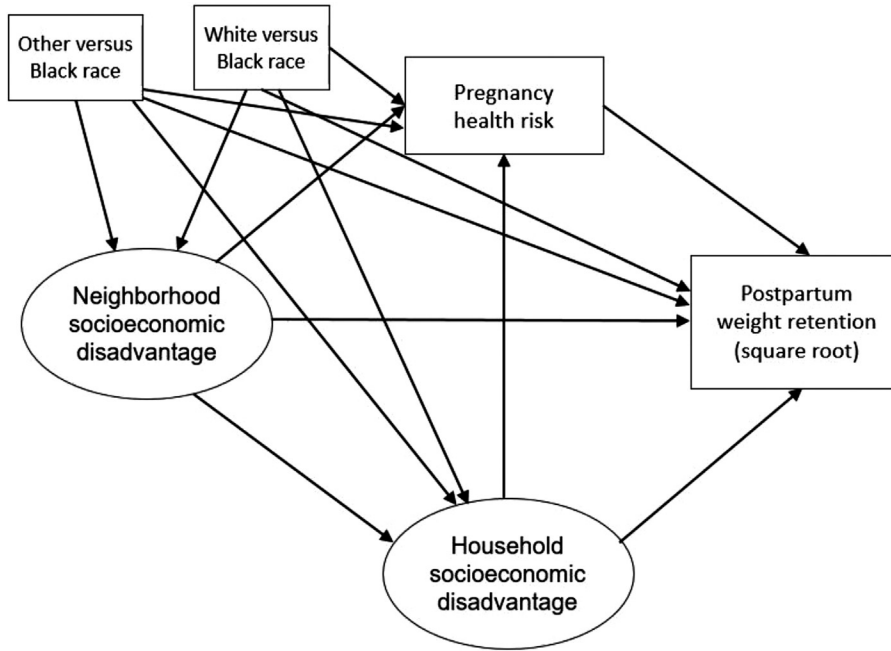 Other versus
Black race
White versus
Black race
Pregnancy
health risk
Neighborhood
socioeconomic
disadvantage
Postpartum
weight retention
(square root)
Household
socioeconomic
disadvantage